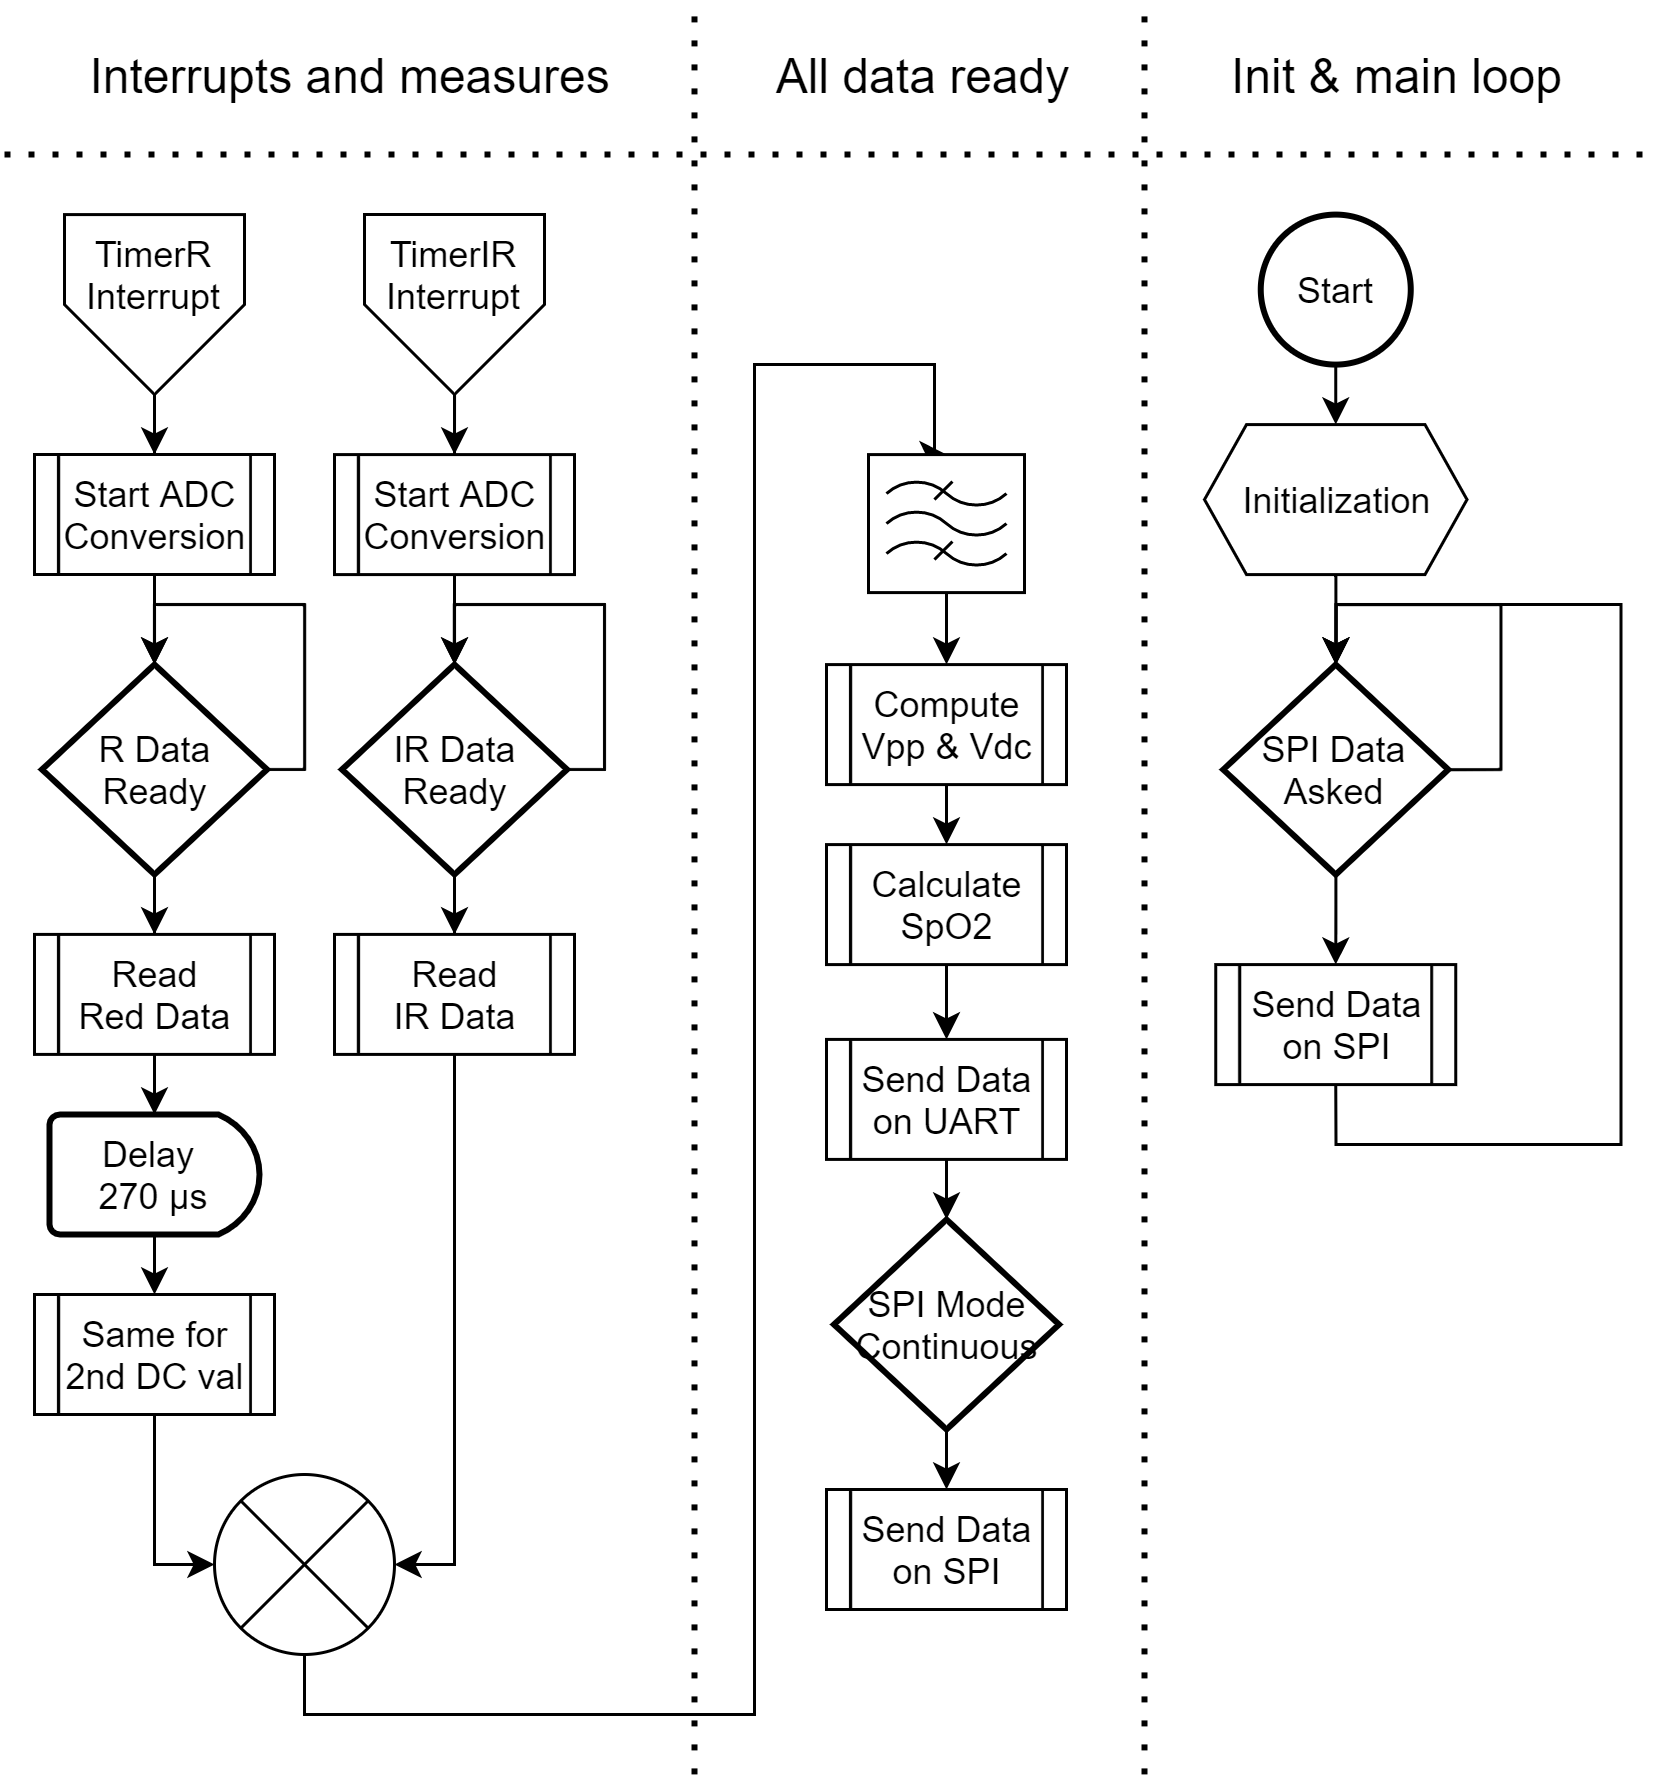 Interrupts and measures
All data ready
Init & main loop
TimerR
Interrupt
Start ADC
Conversion
R Data
Ready
Read
Red Data
Delay
270 µs
Same for
2nd DC val
TimerIR
Interrupt
Start ADC
Conversion
IR Data
Ready
Read
IR Data
Compute
Vpp & Vdc
Calculate
SpO2
Send Data
on UART
SPI Mode
Continuous
Send Data
on SPI
Start
Initialization
SPI Data
Asked
Send Data
on SPI